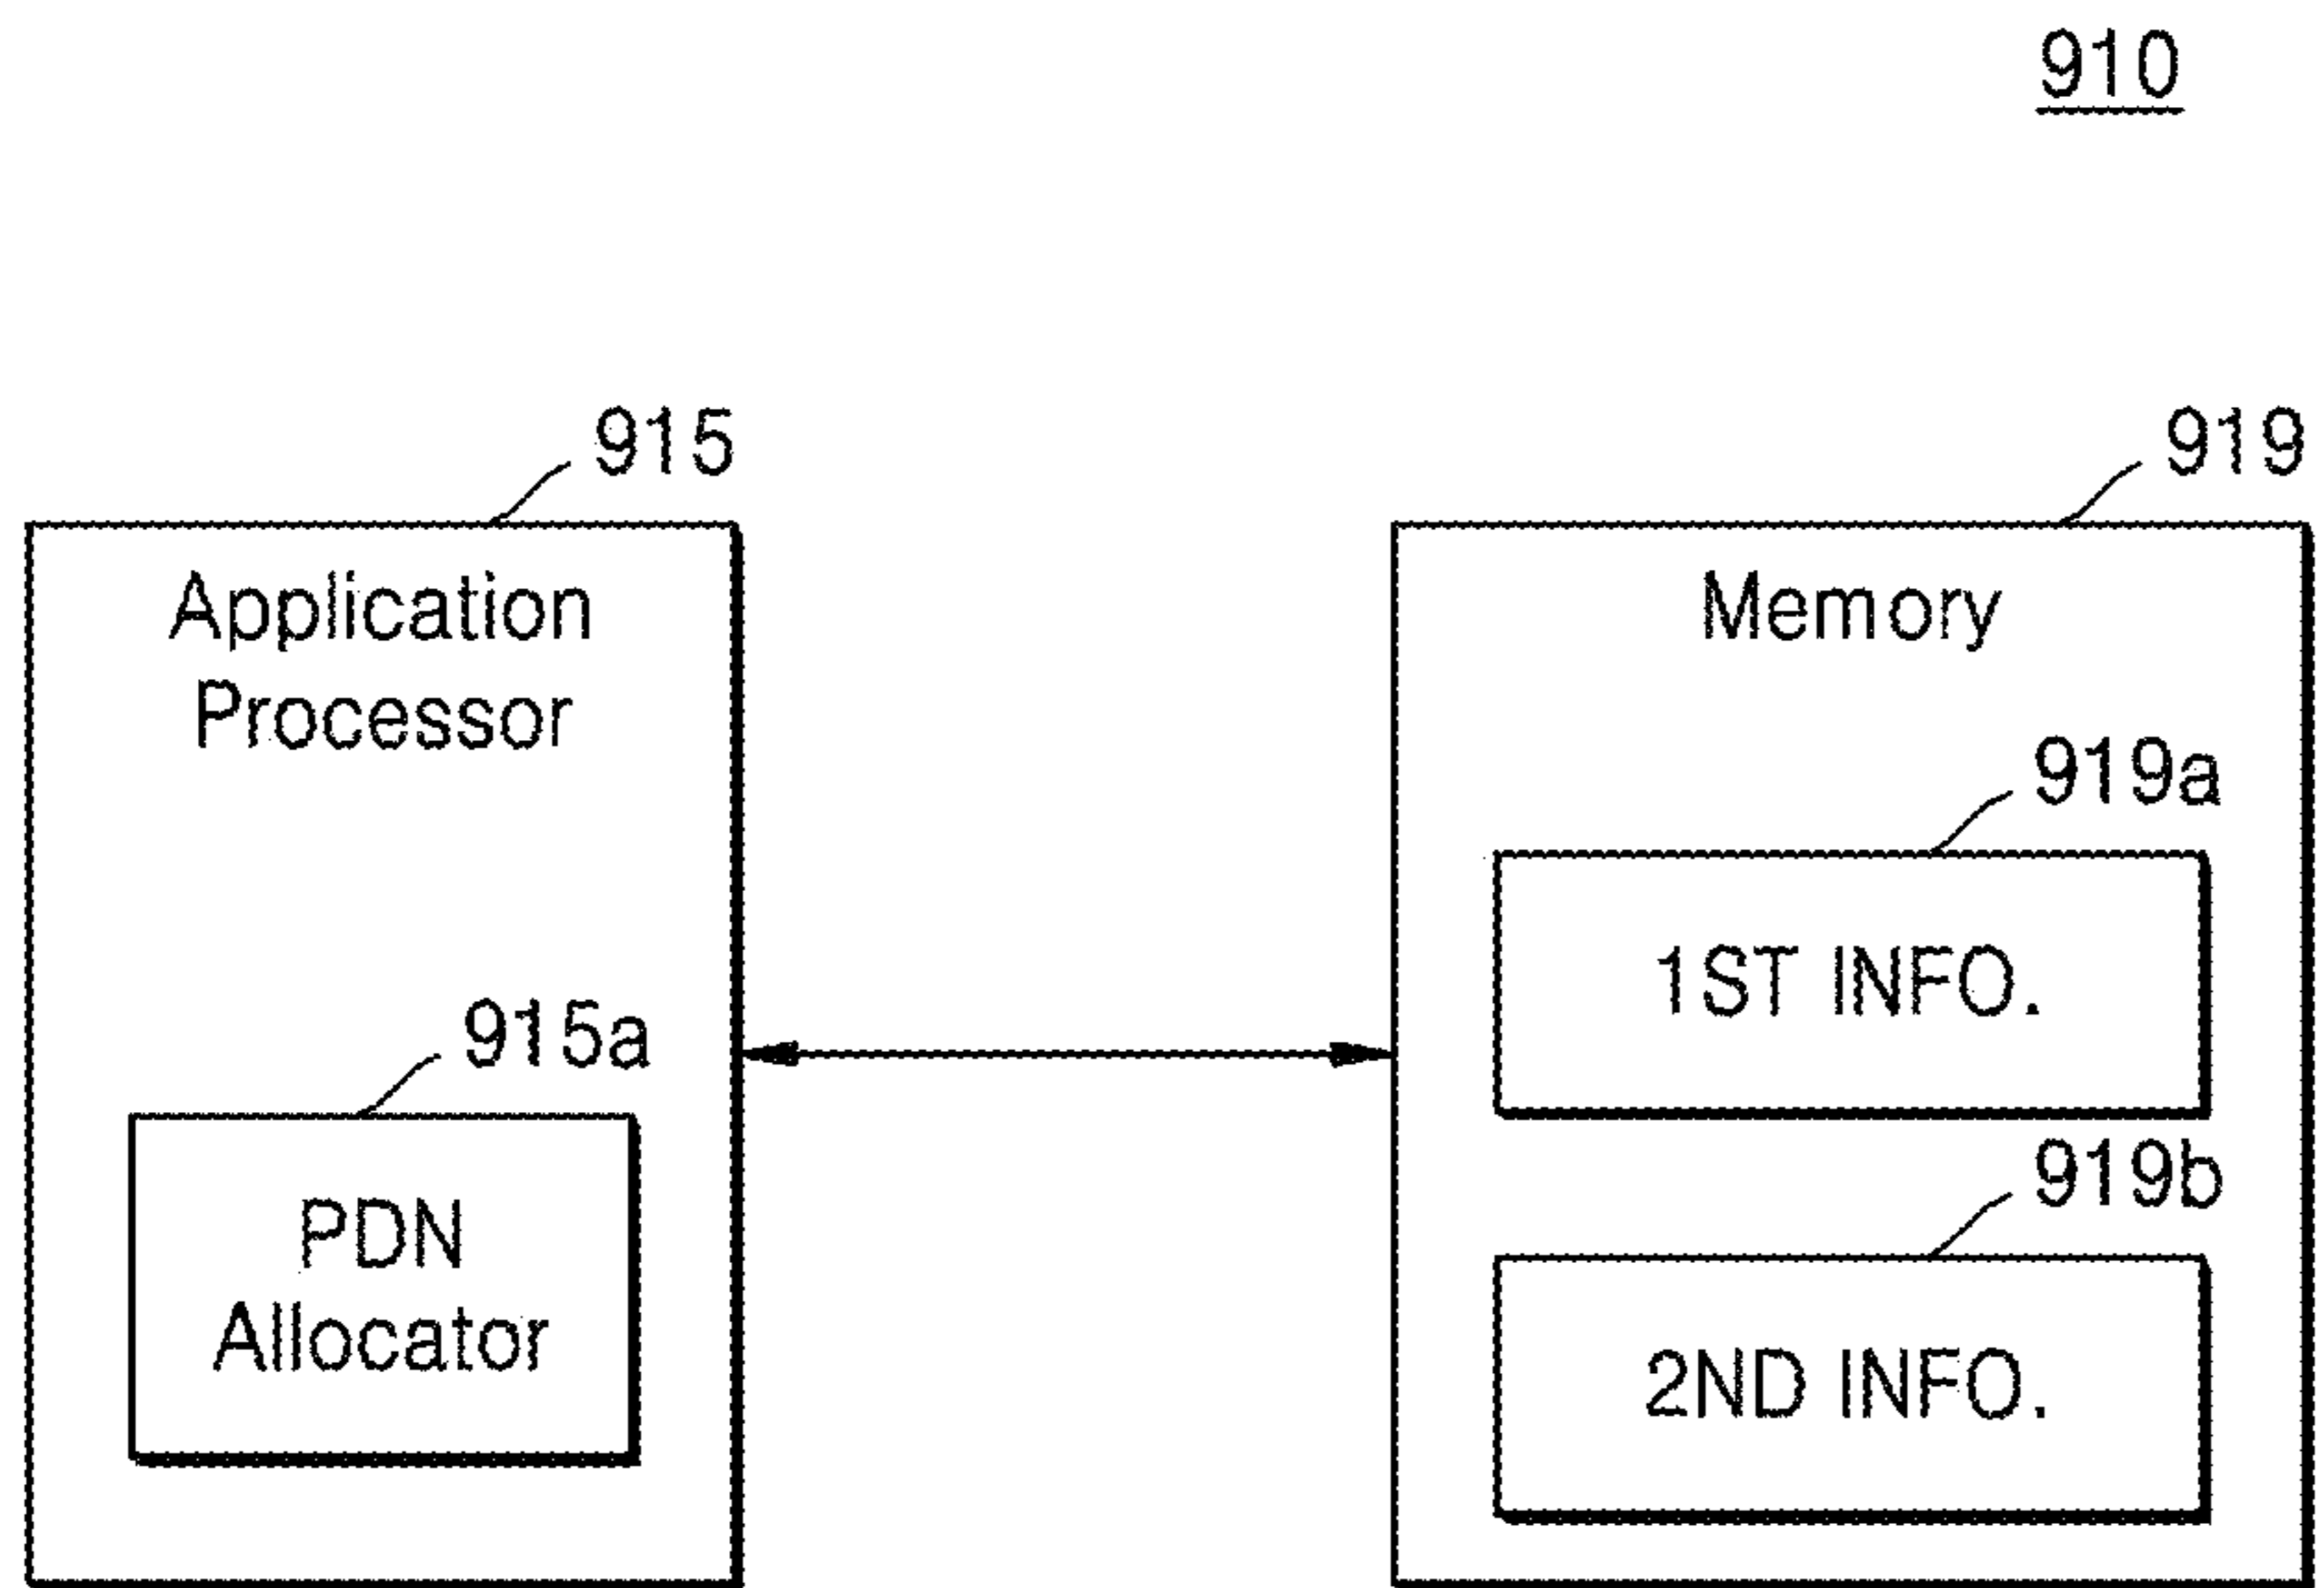 910
915
919
Application
Processor
Memory
919a
1ST INFO.
915a
919b
PDN
Allocator
2ND INFO.